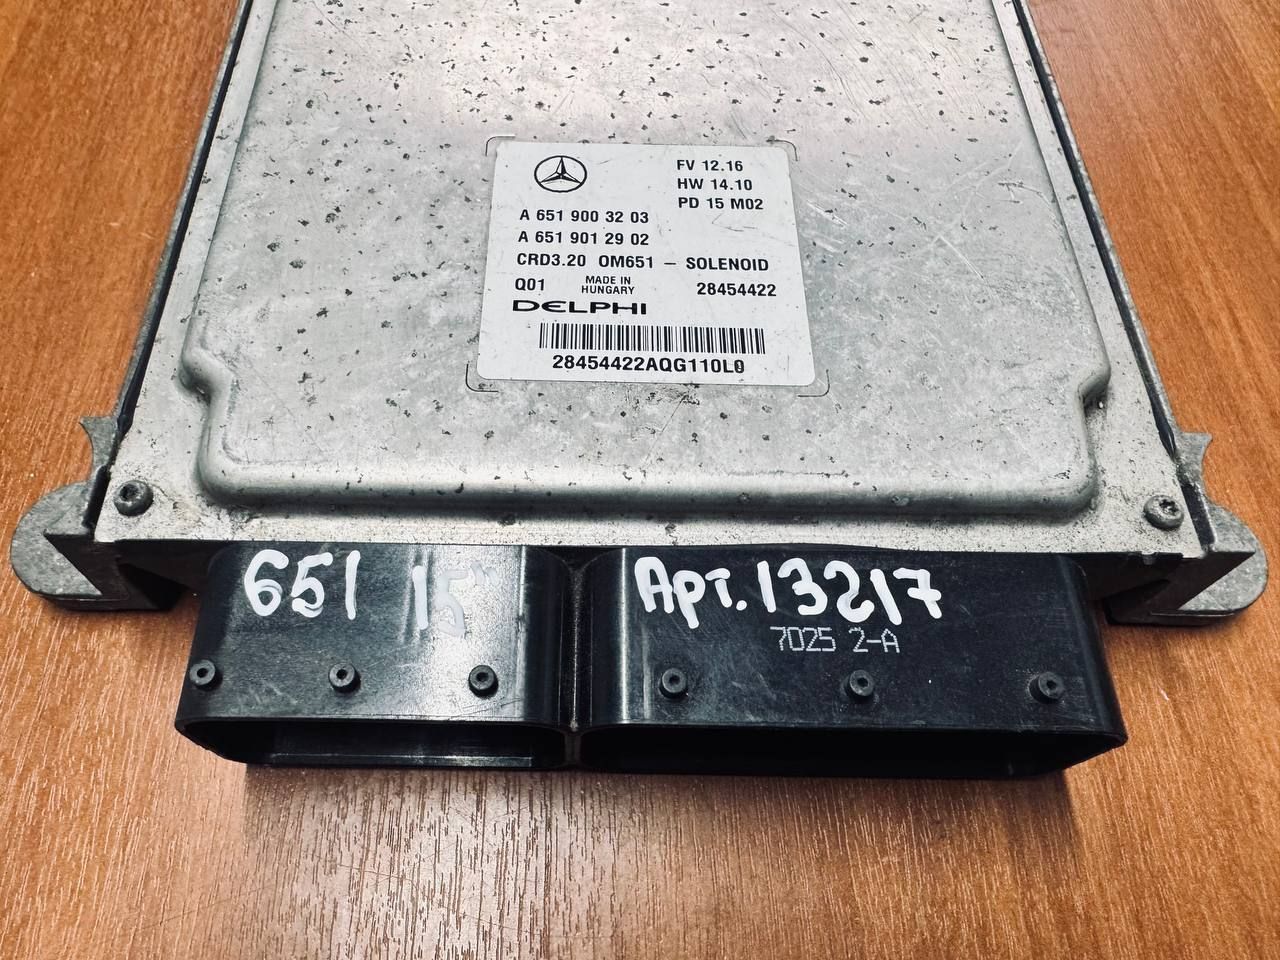 FV 12.16
HW 14.10
PD 15 M02
A 651 900 32 03
A 651 901 29 02
CRD3.20 OM651 – SOLENOID
Q01 MADE IN HUNGARY 28454422
DELPHI
28454422AQG110L0
651 15" Арт.13217
7025 2-A